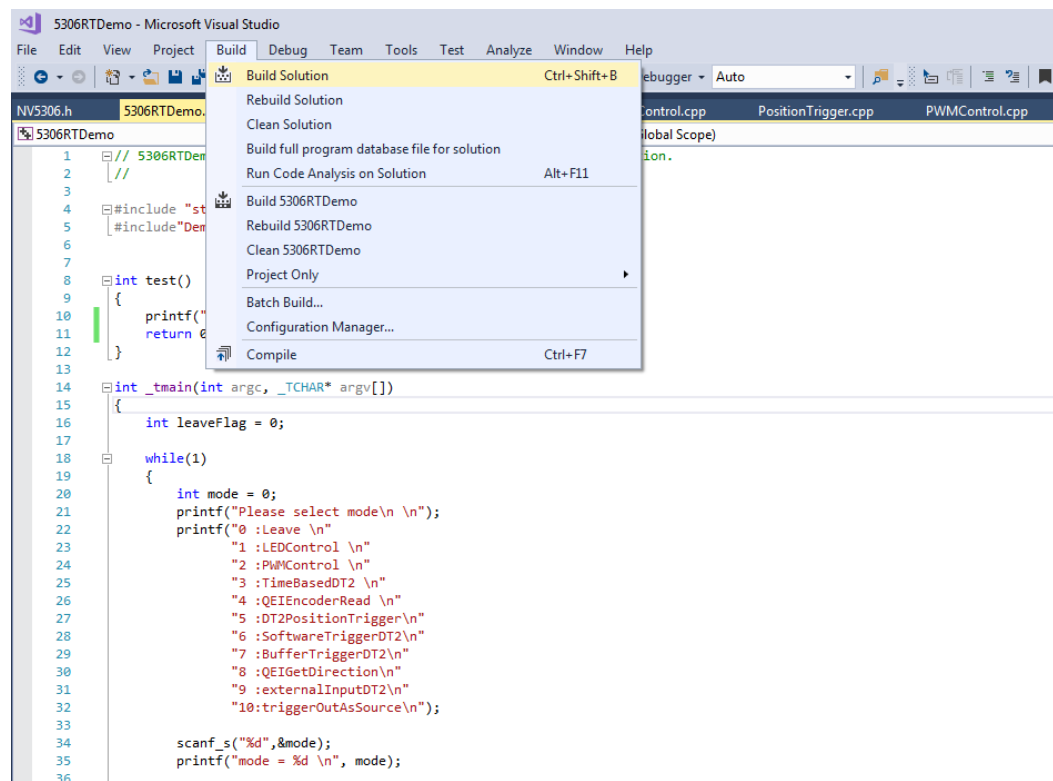 5306RTDemo - Microsoft Visual Studio
File Edit View Project Build Debug Team Tools Test Analyze Window Help
Build Solution Ctrl+Shift+B
ebugger Auto
Rebuild Solution
NV5306.h 5306RTDemo. ontrol.cpp PositionTrigger.cpp PWMControl.cpp
Clean Solution
5306RTDemo lobal Scope)
Build full program database file for solution
1 // 5306RTDem ion.
2 //
Run Code Analysis on Solution Alt+F11
3
4 #include "st
Build 5306RTDemo
5 #include"Dem
Rebuild 5306RTDemo
6
Clean 5306RTDemo
7
Project Only
8 int test()
9 {
Batch Build...
10 printf("
11 return 0
Configuration Manager...
12 }
Compile Ctrl+F7
13
14 int _tmain(int argc, _TCHAR* argv[])
15 {
16 int leaveFlag = 0;
17
18 while(1)
19 {
20 int mode = 0;
21 printf("Please select mode\n \n");
22 printf("0 :Leave \n"
23 "1 :LEDControl \n"
24 "2 :PWMControl \n"
25 "3 :TimeBasedDT2 \n"
26 "4 :QEIEncoderRead \n"
27 "5 :DT2PositionTrigger\n"
28 "6 :SoftwareTriggerDT2\n"
29 "7 :BufferTriggerDT2\n"
30 "8 :QEIGetDirection\n"
31 "9 :externalInputDT2\n"
32 "10:triggerOutAsSource\n");
33
34 scanf_s("%d",&mode);
35 printf("mode = %d \n", mode);
36